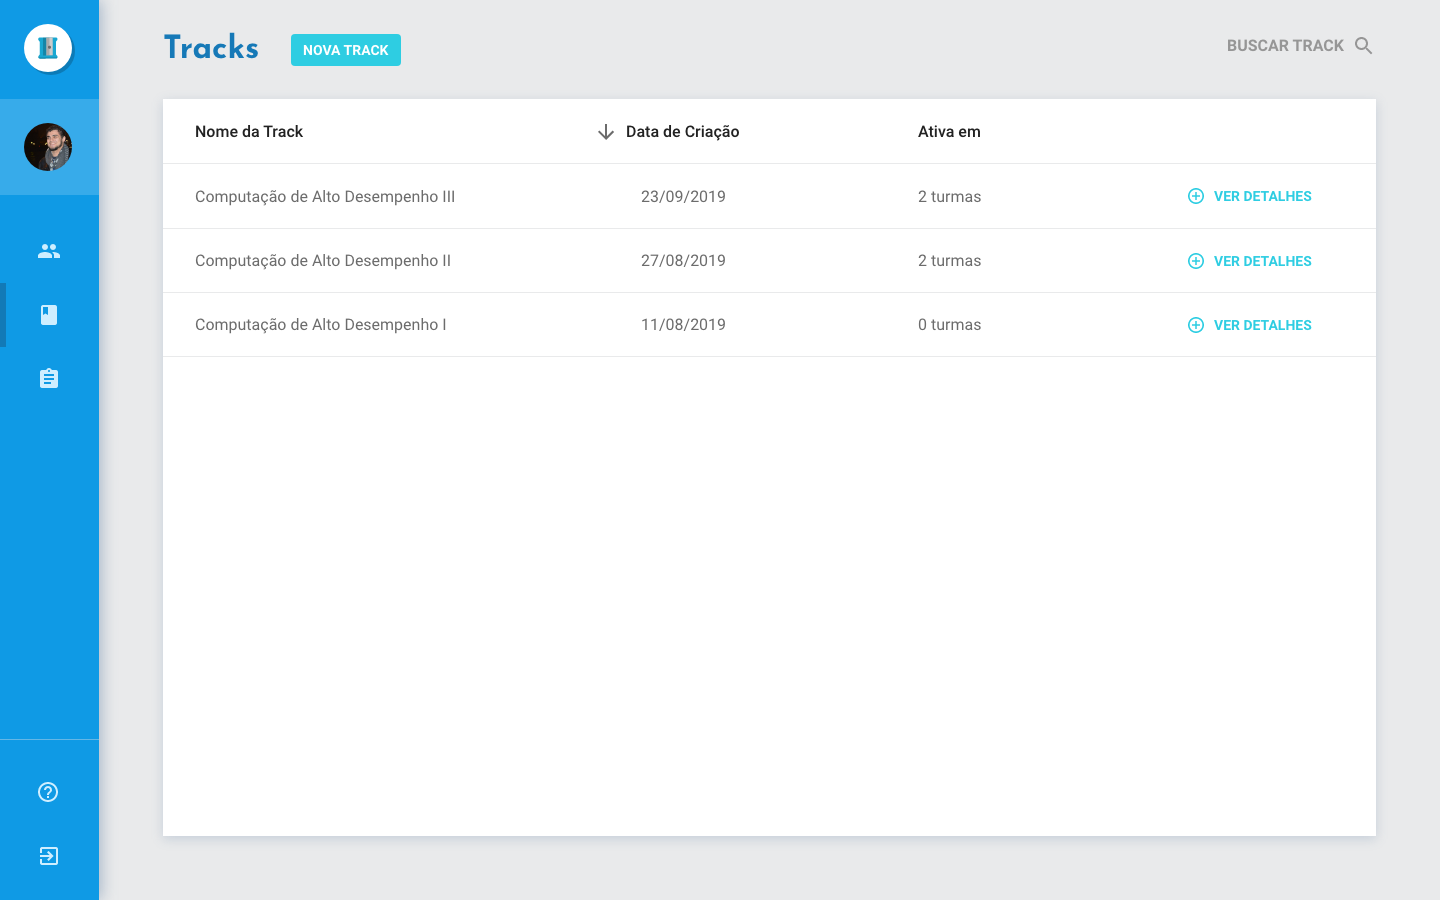 Tracks
NOVA TRACK
BUSCAR TRACK
Nome da Track
Data de Criação
Ativa em
Computação de Alto Desempenho III
23/09/2019
2 turmas
VER DETALHES
Computação de Alto Desempenho II
27/08/2019
2 turmas
VER DETALHES
Computação de Alto Desempenho I
11/08/2019
0 turmas
VER DETALHES